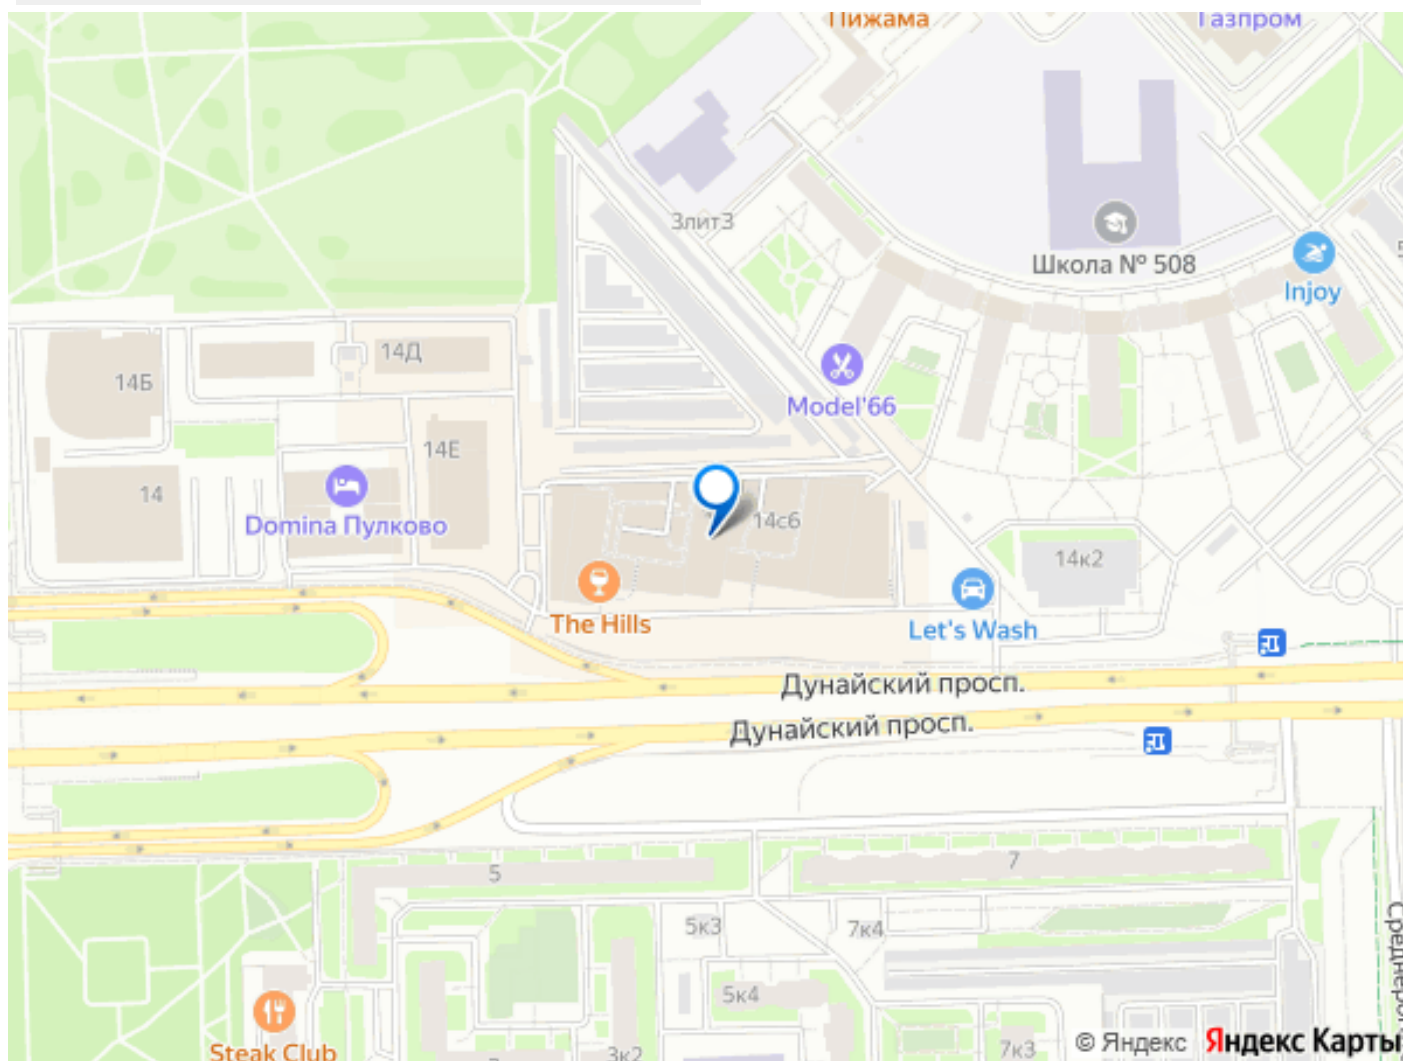 Пижама
Газпром
3лит3
Школа № 508
Injoy
14Д
14Б
Model'66
14Е
14
Domina Пулково
14с6
14к2
The Hills
Let's Wash
Дунайский просп.
Дунайский просп.
5
7
5к3
7к4
5к4
Steak Club
3к2
7к3
© Яндекс
Яндекс Карты